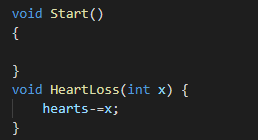 void Start()
{
}
void HeartLoss(int x) {
    hearts-=x;
}